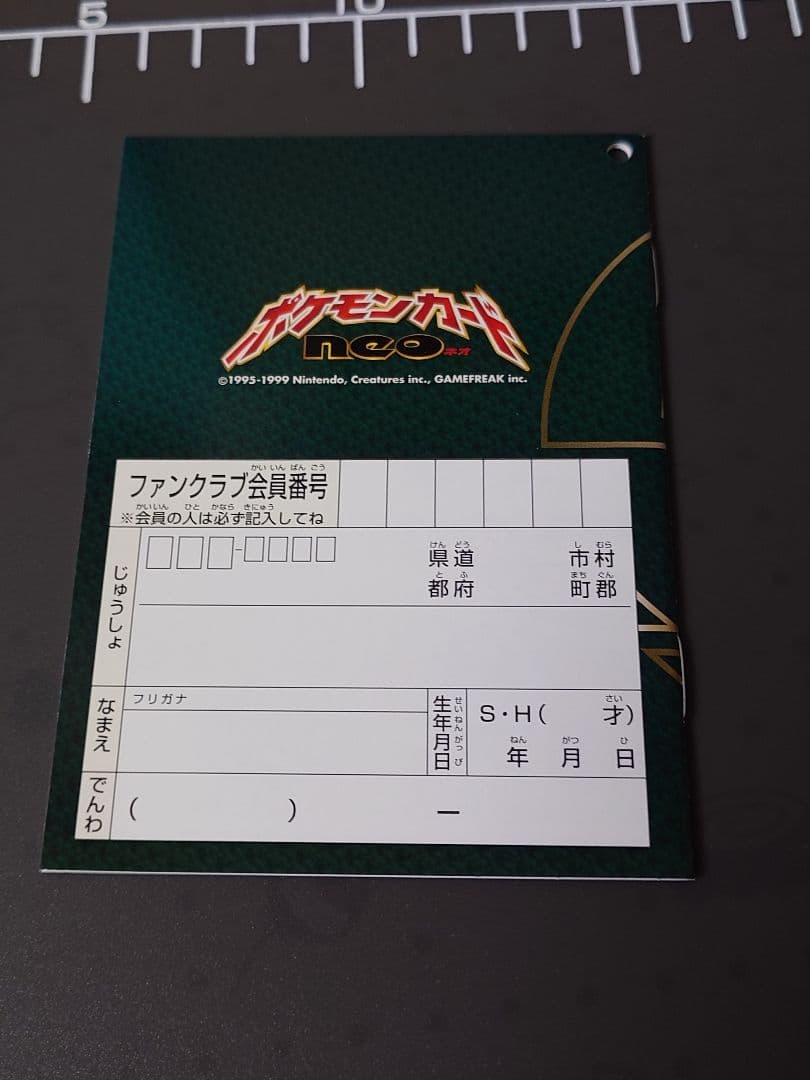 5 10
ポケモンカード
neo ネオ
©1995-1999 Nintendo, Creatures inc., GAMEFREAK inc.
かいいんばんごう
ファンクラブ会員番号
かいいん ひと かなら きにゅう
※会員の人は必ず記入してね
じゅうしょ
-
けん どう し むら
県道 市村
と ふ まち ぐん
都府 町郡
なまえ
フリガナ
生年月日
せいねんがっぴ
さい
S・H( 才)
ねん がつ ひ
年 月 日
でんわ
( ) ー